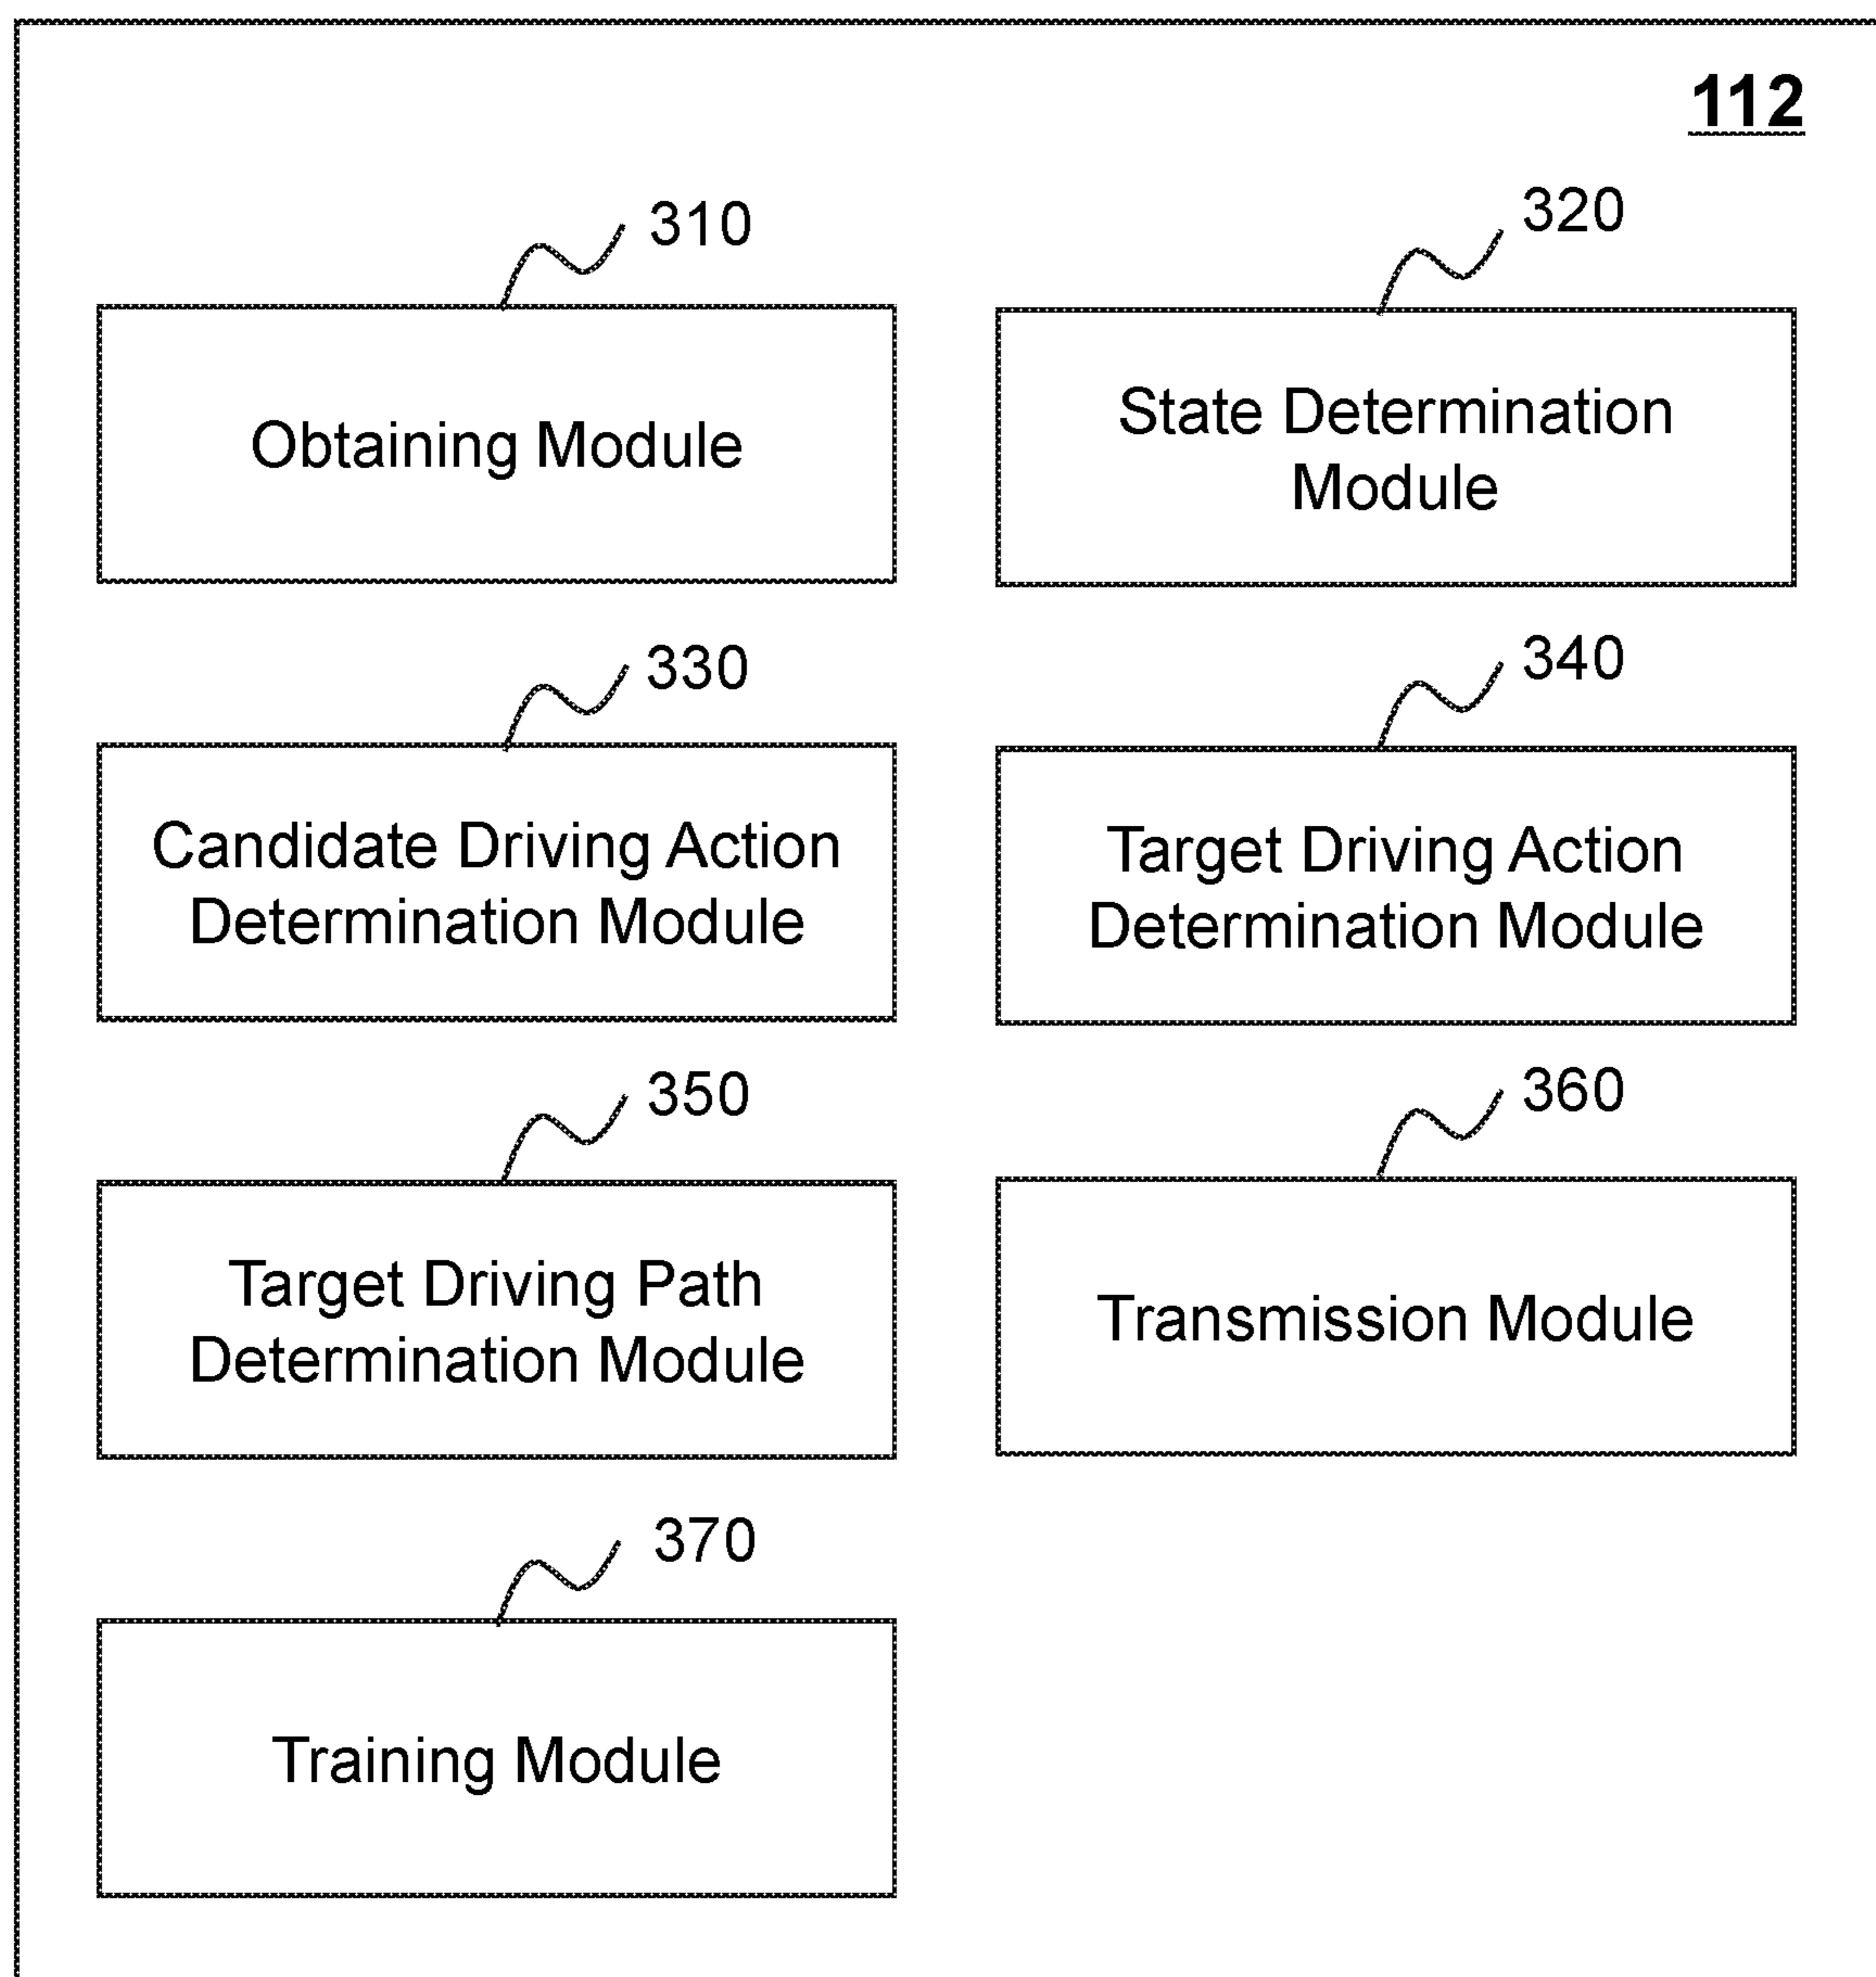 112
310
320
Obtaining Module
State Determination
Module
330
340
Candidate Driving Action
Determination Module
Target Driving Action
Determination Module
350
360
Target Driving Path
Determination Module
Transmission Module
370
Training Module